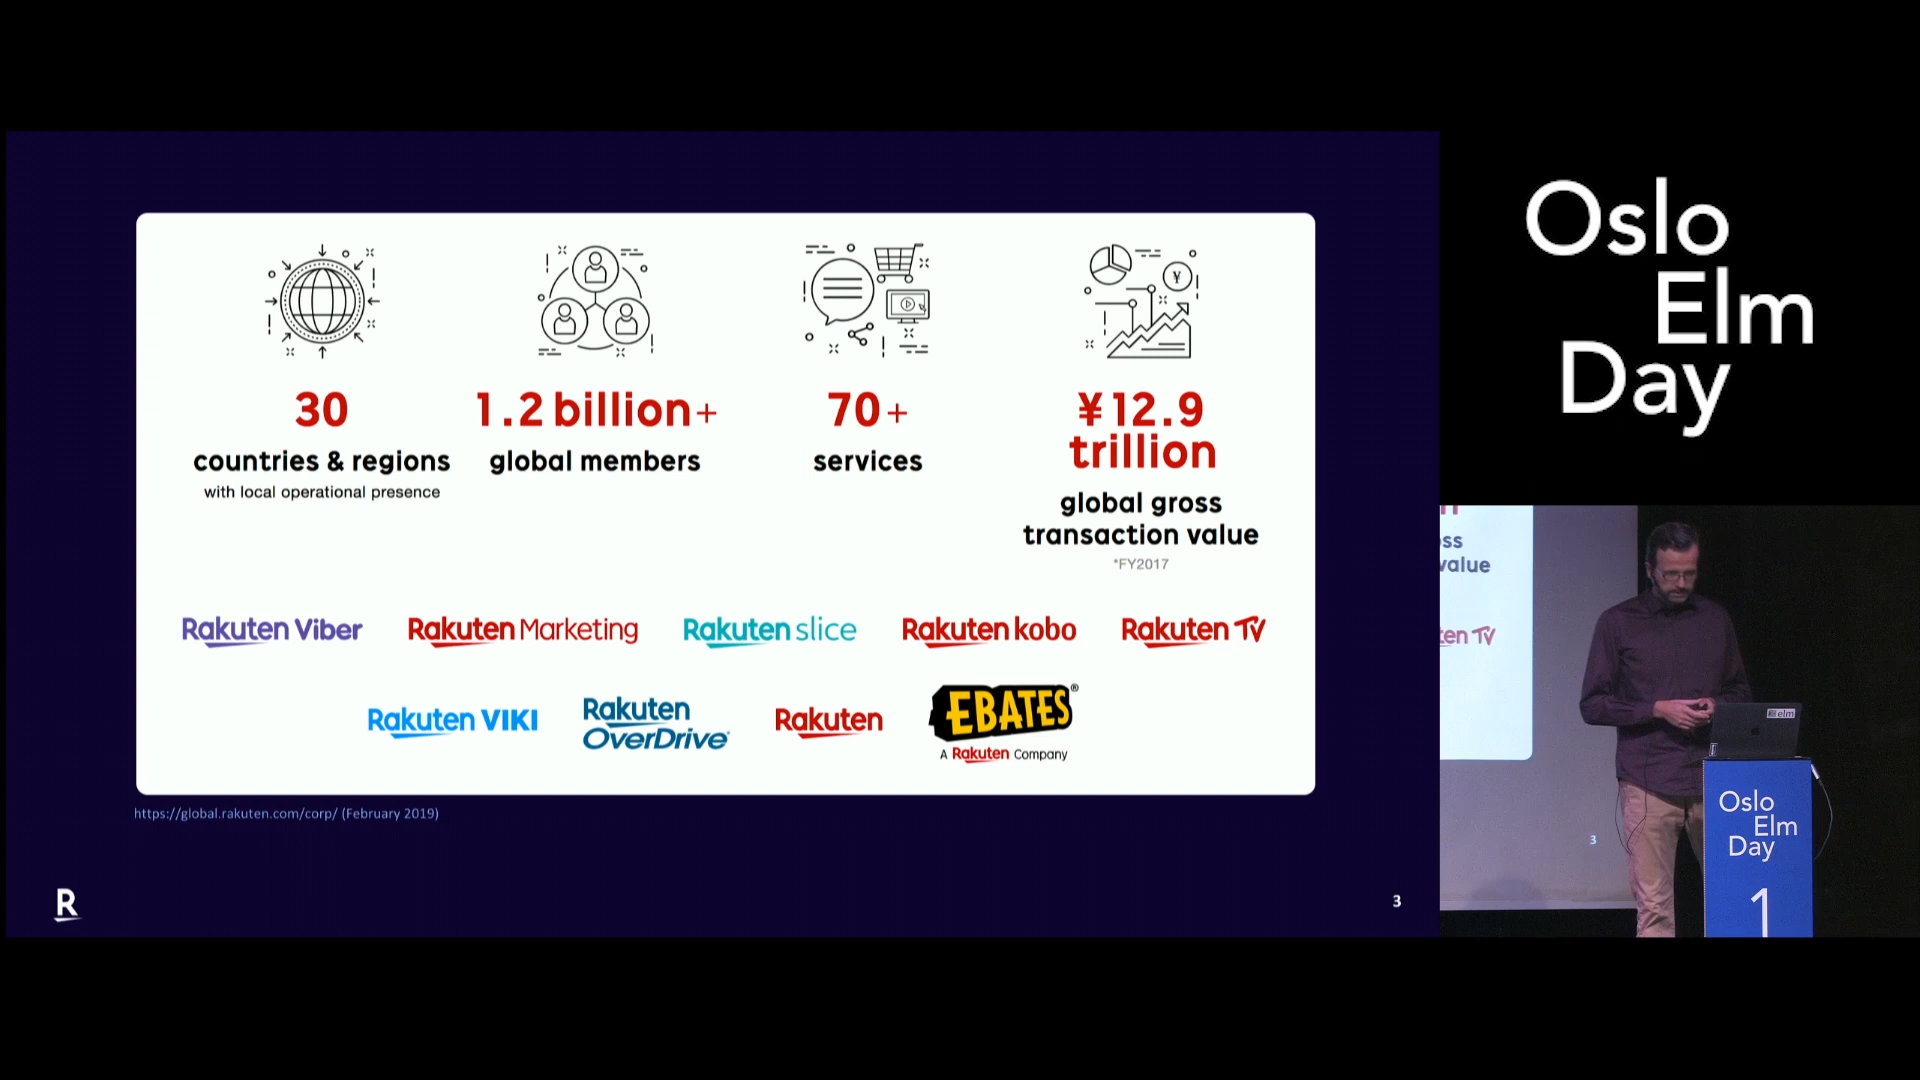 30
countries & regions
with local operational presence
1.2 billion+
global members
70+
services
¥
¥12.9
trillion
global gross
transaction value
*FY2017
Rakuten Viber
Rakuten Marketing
Rakuten slice
Rakuten kobo
Rakuten TV
Rakuten VIKI
Rakuten
OverDrive
Rakuten
EBATES®
A Rakuten Company
https://global.rakuten.com/corp/ (February 2019)
R
3
Oslo
Elm
Day
ss
value
ten TV
3
elm
Oslo
Elm
Day
1